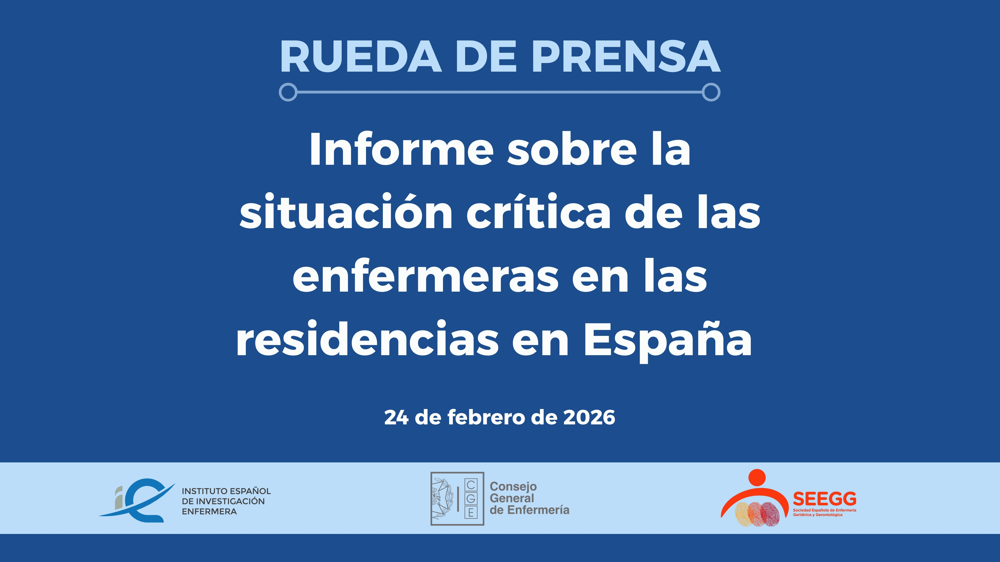 RUEDA DE PRENSA
Informe sobre la
situación crítica de las
enfermeras en las
residencias en España
24 de febrero de 2026
INSTITUTO ESPAÑOL
DE INVESTIGACIÓN
ENFERMERA
C
G
E
Consejo
General
de Enfermería
SEEGG
Sociedad Española de Enfermería
Geriátrica y Gerontológica